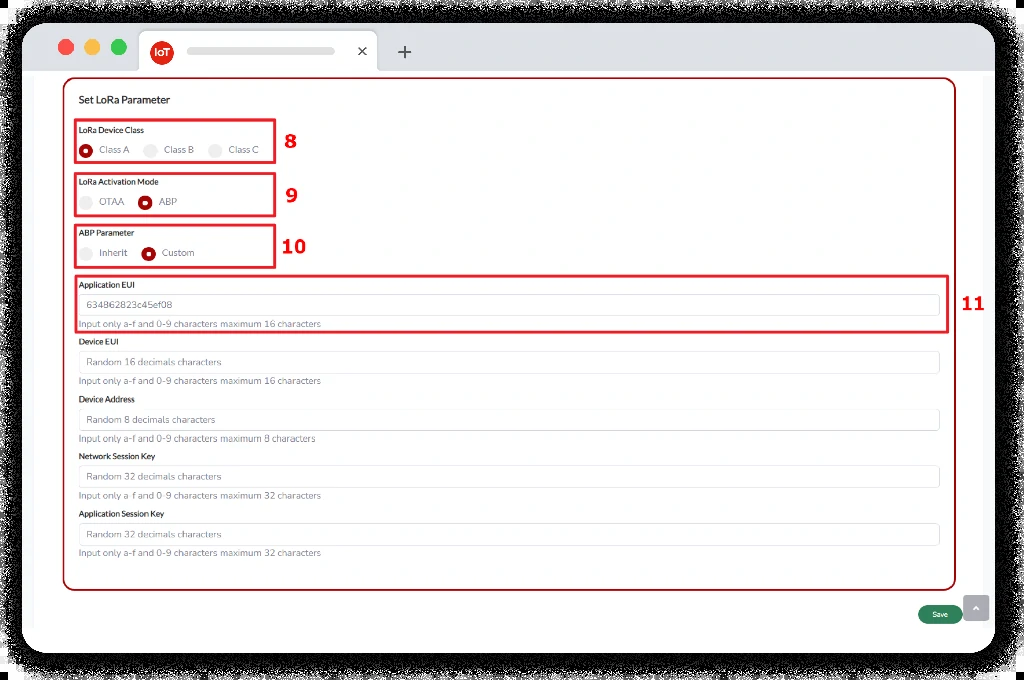 IoT
Set LoRa Parameter
LoRa Device Class
Class A Class B Class C
8
LoRa Activation Mode
OTAA ABP
9
ABP Parameter
Inherit Custom
10
Application EUI
634862823c45ef08
Input only a-f and 0-9 characters maximum 16 characters
11
Device EUI
Random 16 decimals characters
Input only a-f and 0-9 characters maximum 16 characters
Device Address
Random 8 decimals characters
Input only a-f and 0-9 characters maximum 8 characters
Network Session Key
Random 32 decimals characters
Input only a-f and 0-9 characters maximum 32 characters
Application Session Key
Random 32 decimals characters
Input only a-f and 0-9 characters maximum 32 characters
Save